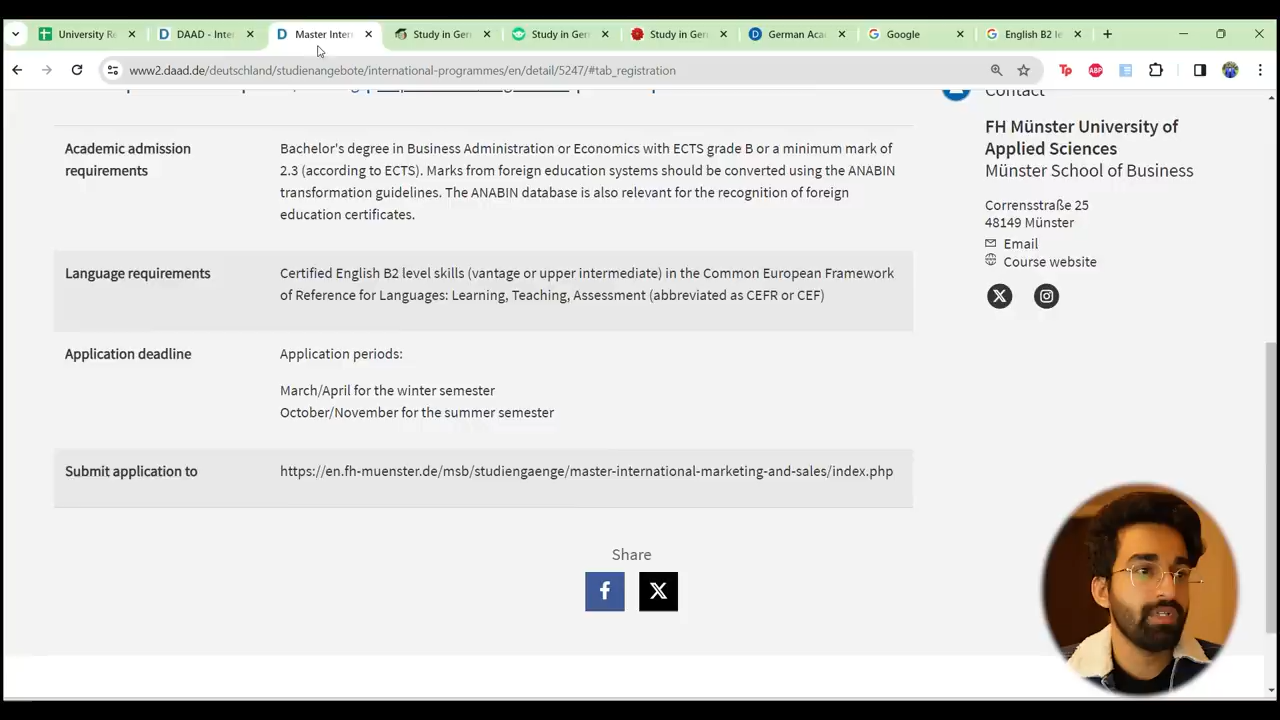 University R
DAAD - Inter
Master Inter
Study in Ger
Study in Ger
Study in Ger
German Aca
Google
English B2 le
www2.daad.de/deutschland/studienangebote/international-programmes/en/detail/5247/#tab_registration
Tp
ABP
Contact
Academic admission
requirements
Bachelor's degree in Business Administration or Economics with ECTS grade B or a minimum mark of
2.3 (according to ECTS). Marks from foreign education systems should be converted using the ANABIN
transformation guidelines. The ANABIN database is also relevant for the recognition of foreign
education certificates.
FH Münster University of
Applied Sciences
Münster School of Business
Corrensstraße 25
48149 Münster
Email
Course website
Language requirements
Certified English B2 level skills (vantage or upper intermediate) in the Common European Framework
of Reference for Languages: Learning, Teaching, Assessment (abbreviated as CEFR or CEF)
Application deadline
Application periods:
March/April for the winter semester
October/November for the summer semester
Submit application to
https://en.fh-muenster.de/msb/studiengaenge/master-international-marketing-and-sales/index.php
Share